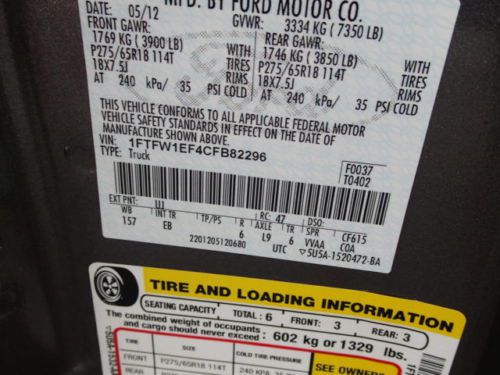 MFD. BY FORD MOTOR CO.
DATE: 05/12 GVWR: 3334 KG ( 7350 LB)
FRONT GAWR: REAR GAWR:
1769 KG ( 3900 LB) 1746 KG ( 3850 LB)
P275/65R18 114T WITH P275/65R18 114T WITH
18X7.5J TIRES 18X7.5J TIRES
RIMS RIMS
AT 240 kPa/ 35 PSI COLD AT 240 kPa/ 35 PSI COLD
THIS VEHICLE CONFORMS TO ALL APPLICABLE FEDERAL MOTOR
VEHICLE SAFETY STANDARDS IN EFFECT ON THE DATE OF
MANUFACTURE SHOWN ABOVE.
VIN: 1FTFW1EF4CFB82296
TYPE: Truck
F0037
T0402
EXT PNT: UJ RC: 47 DSO:
WB INT TR TP/PS R AXLE TR SPR CF615
157 EB 6 L9 6 VVAA COA
2201205120680 UTC 5U5A-1520472-BA
TIRE AND LOADING INFORMATION
SEATING CAPACITY TOTAL : 6 FRONT: 3 REAR: 3
The combined weight of occupants
and cargo should never exceed: 602 kg or 1329 lbs.
TIRE SIZE COLD TIRE PRESSURE SEE OWNERS
FRONT P275/65R18 114T 240 KPA, 35
REAR